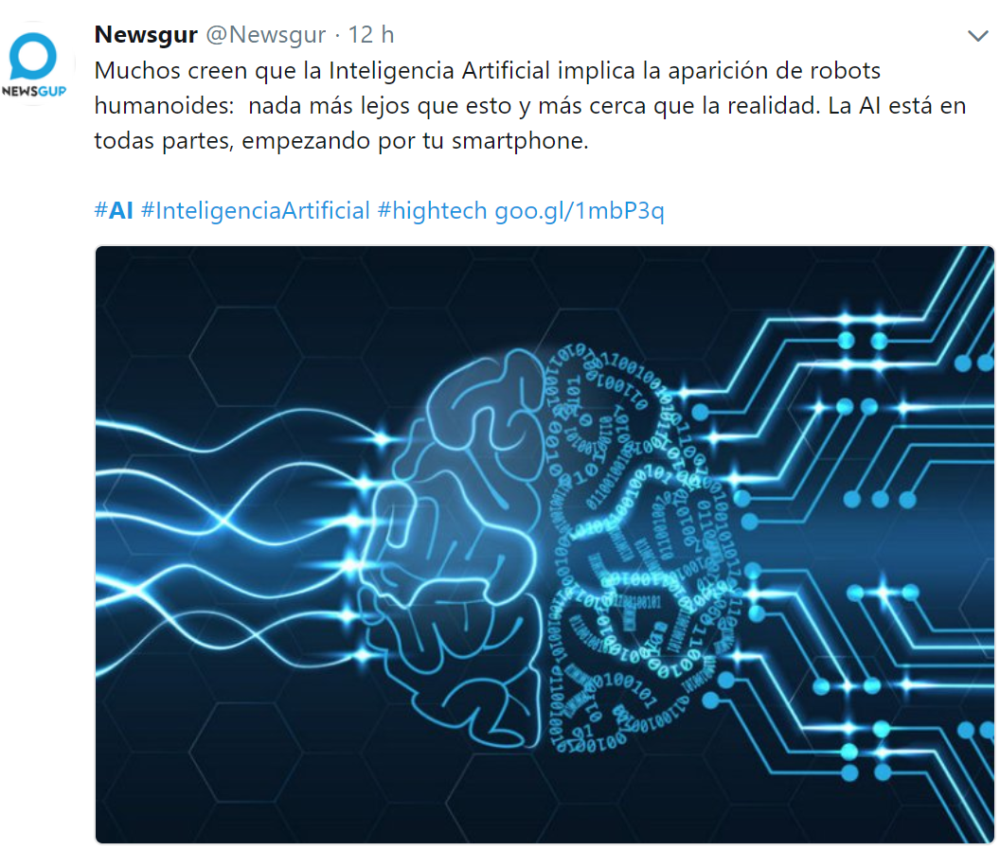 Newsgur @Newsgur · 12 h
NEWSGUP
Muchos creen que la Inteligencia Artificial implica la aparición de robots
humanoides:  nada más lejos que esto y más cerca que la realidad. La AI está en
todas partes, empezando por tu smartphone.
#AI #InteligenciaArtificial #hightech goo.gl/1mbP3q